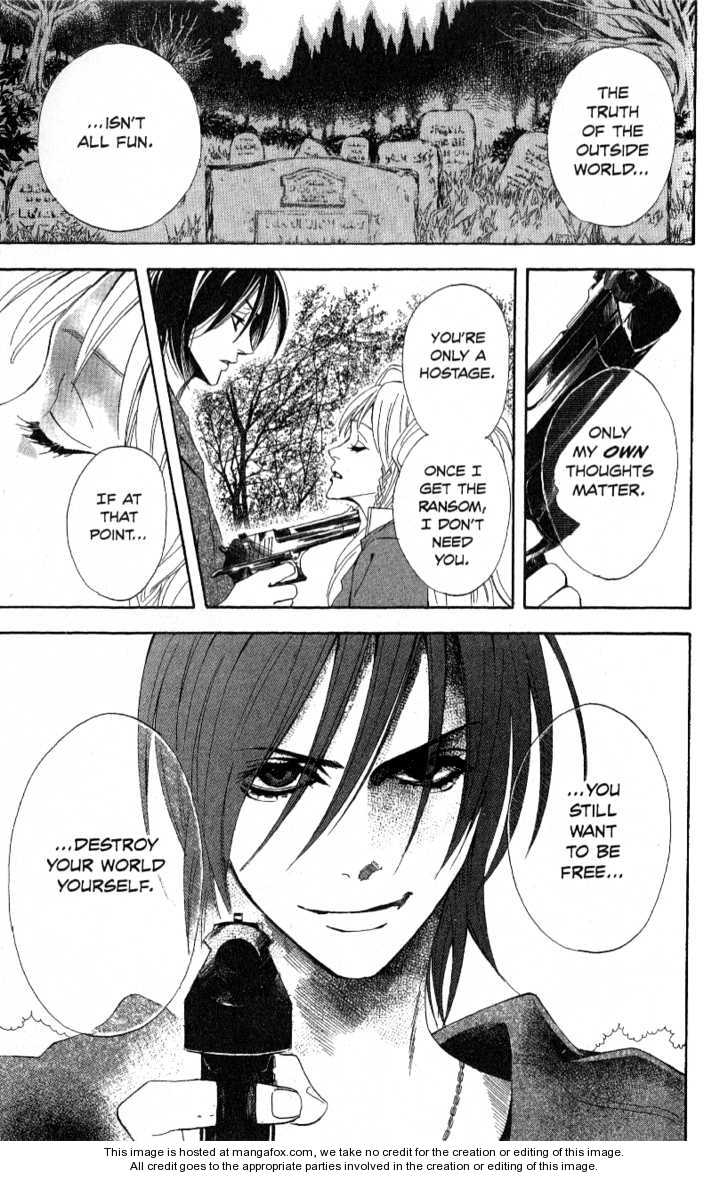 THE
TRUTH
OF THE
OUTSIDE
WORLD...
...ISN'T
ALL FUN.
ONLY
MY OWN
THOUGHTS
MATTER.
YOU'RE
ONLY A
HOSTAGE.
ONCE I
GET THE
RANSOM,
I DON'T
NEED
YOU.
IF AT
THAT
POINT...
...YOU
STILL
WANT
TO BE
FREE...
...DESTROY
YOUR WORLD
YOURSELF.
This image is hosted at mangafox.com, we take no credit for the creation or editing of this image.
All credit goes to the appropriate parties involved in the creation or editing of this image.